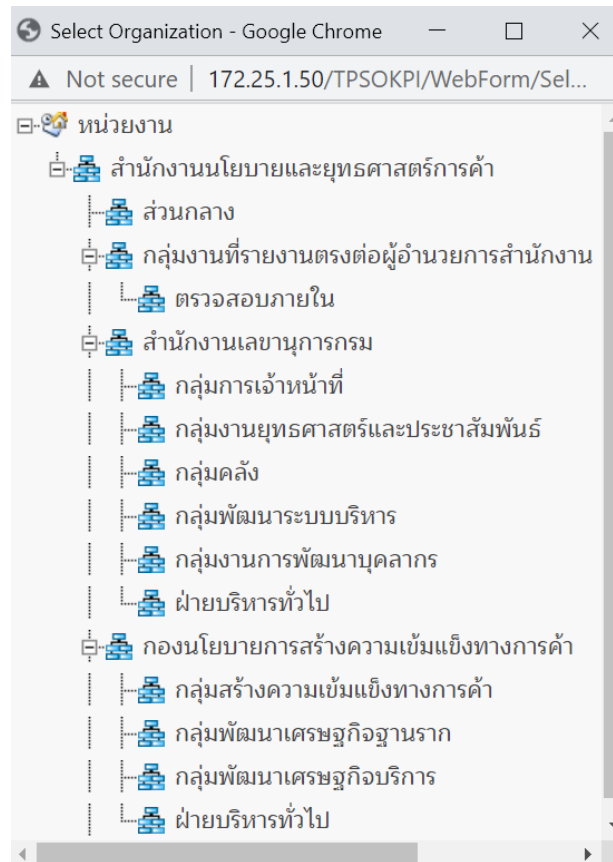 Select Organization - Google Chrome
Not secure | 172.25.1.50/TPSOKPI/WebForm/Sel...
หน่วยงาน
สำนักงานนโยบายและยุทธศาสตร์การค้า
ส่วนกลาง
กลุ่มงานที่รายงานตรงต่อผู้อำนวยการสำนักงาน
ตรวจสอบภายใน
สำนักงานเลขานุการกรม
กลุ่มการเจ้าหน้าที่
กลุ่มงานยุทธศาสตร์และประชาสัมพันธ์
กลุ่มคลัง
กลุ่มพัฒนาระบบบริหาร
กลุ่มงานการพัฒนาบุคลากร
ฝ่ายบริหารทั่วไป
กองนโยบายการสร้างความเข้มแข็งทางการค้า
กลุ่มสร้างความเข้มแข็งทางการค้า
กลุ่มพัฒนาเศรษฐกิจฐานราก
กลุ่มพัฒนาเศรษฐกิจบริการ
ฝ่ายบริหารทั่วไป